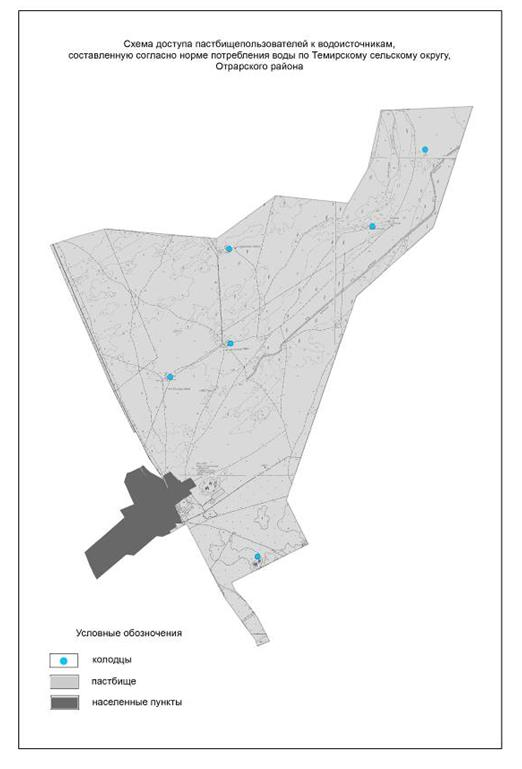 Схема доступа пастбищепользователей к водоисточникам,
составленную согласно норме потребления воды по Темирскому сельскому округу,
Отрарского района
Условные обозночения
колодцы
пастбище
населенные пункты